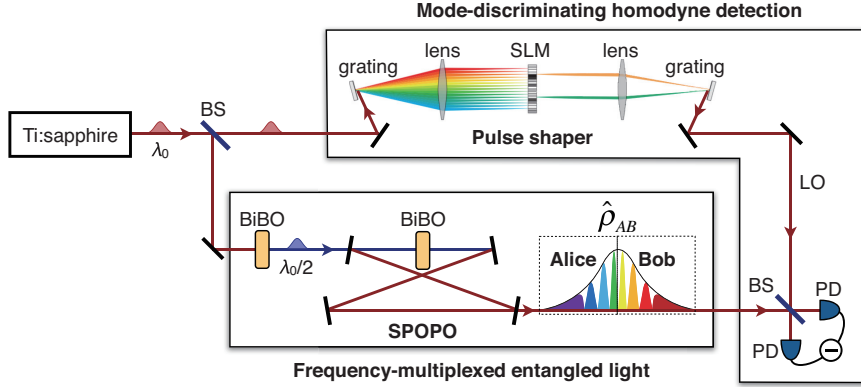 Mode-discriminating homodyne detection
lens
SLM
lens
grating
grating
BS
Ti:sapphire
λ₀
Pulse shaper
LO
BiBO
BiBO
λ₀/2
ρ̂_AB
Alice
Bob
BS
PD
SPOPO
PD
−
Frequency-multiplexed entangled light